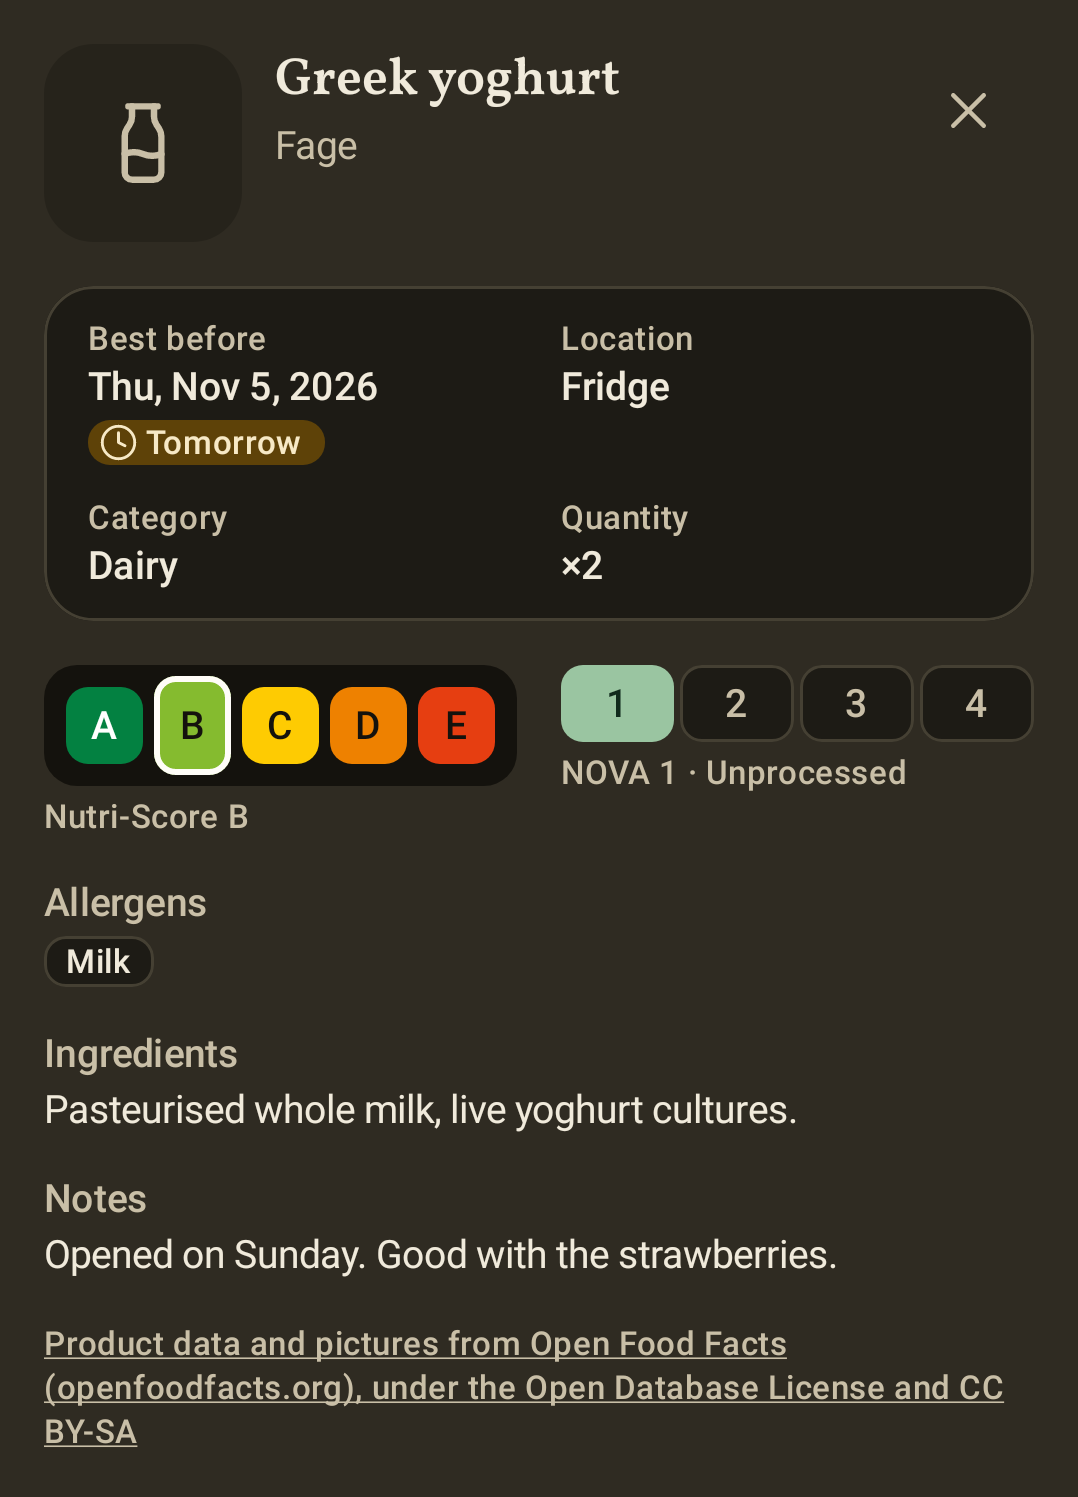 Greek yoghurt
Fage
Best before
Thu, Nov 5, 2026
Tomorrow
Location
Fridge
Category
Dairy
Quantity
×2
A B C D E
Nutri-Score B
1 2 3 4
NOVA 1 · Unprocessed
Allergens
Milk
Ingredients
Pasteurised whole milk, live yoghurt cultures.
Notes
Opened on Sunday. Good with the strawberries.
Product data and pictures from Open Food Facts
(openfoodfacts.org), under the Open Database License and CC
BY-SA